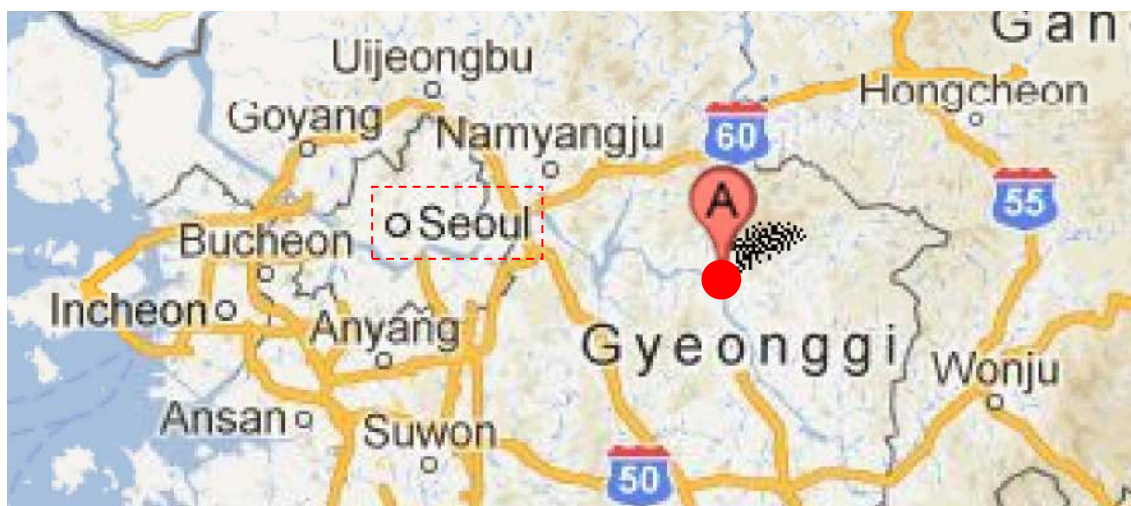 Gan
Uijeongbu
Hongcheon
Goyang
Namyangju
60
A
55
Seoul
Bucheon
Incheon
Anyang
Gyeonggi
Wonju
Ansan
Suwon
50